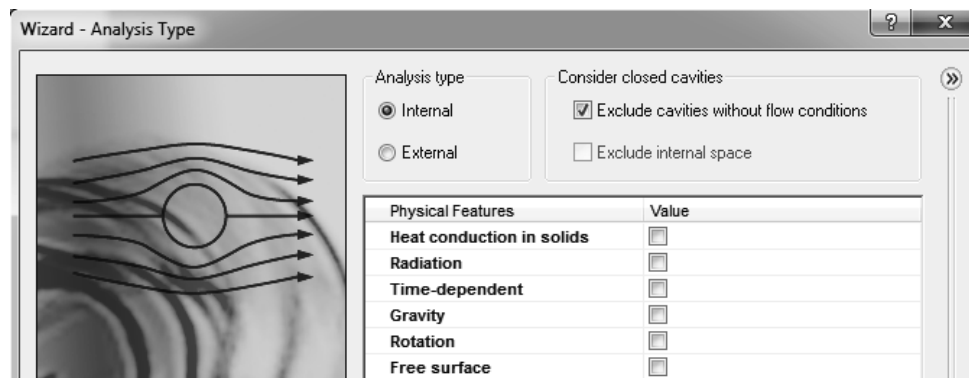 Wizard - Analysis Type
?
Analysis type
Internal
External
Consider closed cavities
Exclude cavities without flow conditions
Exclude internal space
Physical Features Value
Heat conduction in solids
Radiation
Time-dependent
Gravity
Rotation
Free surface